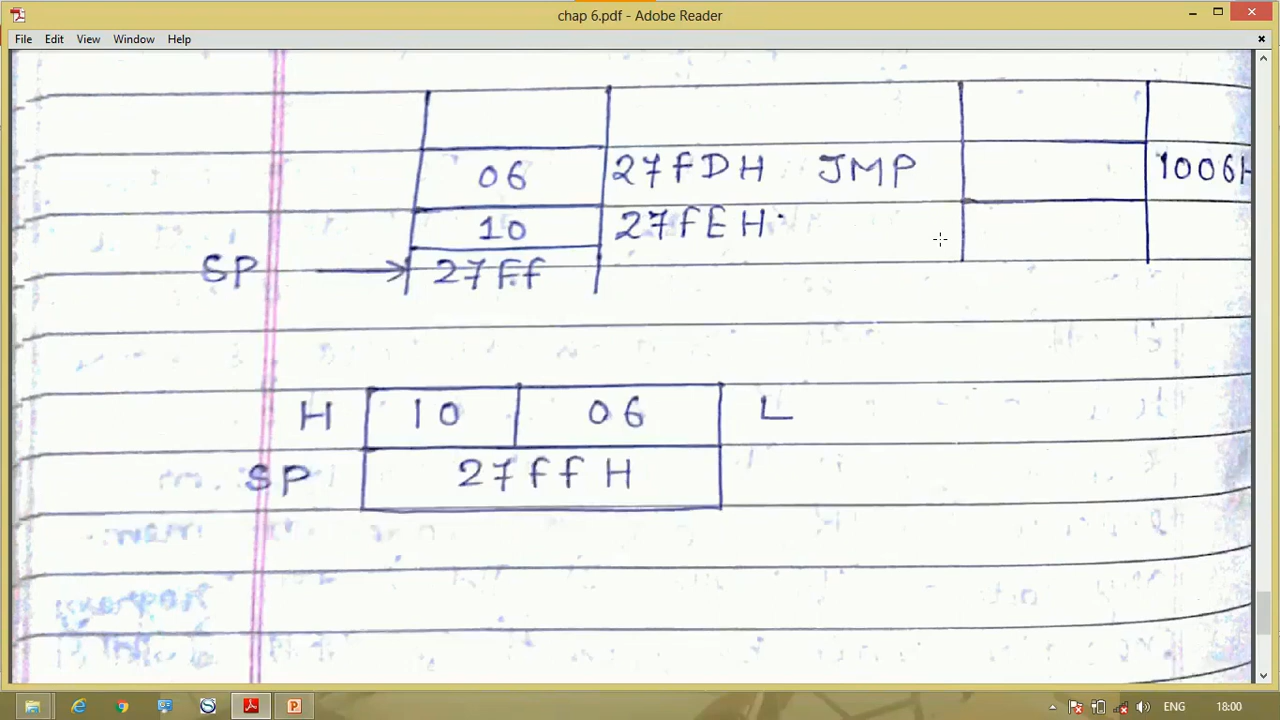 chap 6.pdf - Adobe Reader
File Edit View Window Help
06 27fDH JMP 1006H
10 27fEH
SP 27Ff
H 10 06 L
SP 27ffH
ENG 18:00